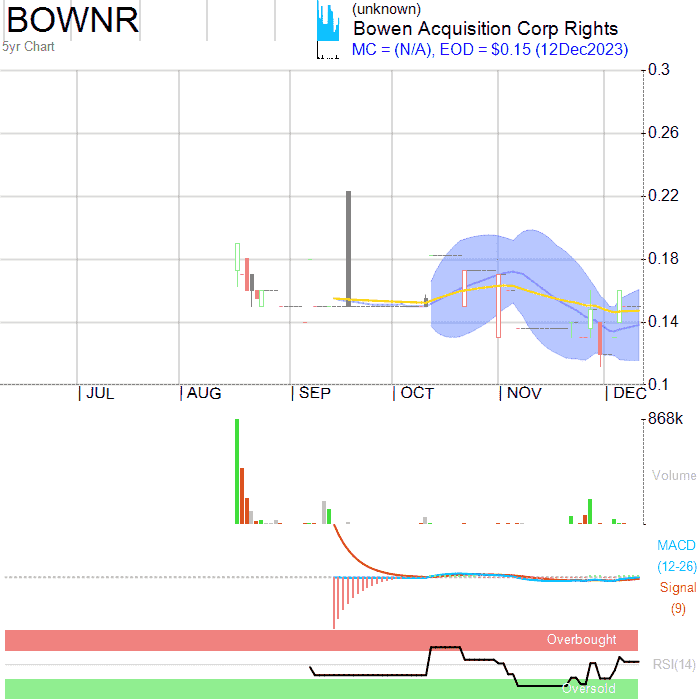 BOWNR
5yr Chart
(unknown)
Bowen Acquisition Corp Rights
MC = (N/A), EOD = $0.15 (12Dec2023)
0.3
0.26
0.22
0.18
0.14
0.1
JUL AUG SEP OCT NOV DEC
868k
Volume
MACD
(12-26)
Signal
(9)
Overbought
RSI(14)
Oversold